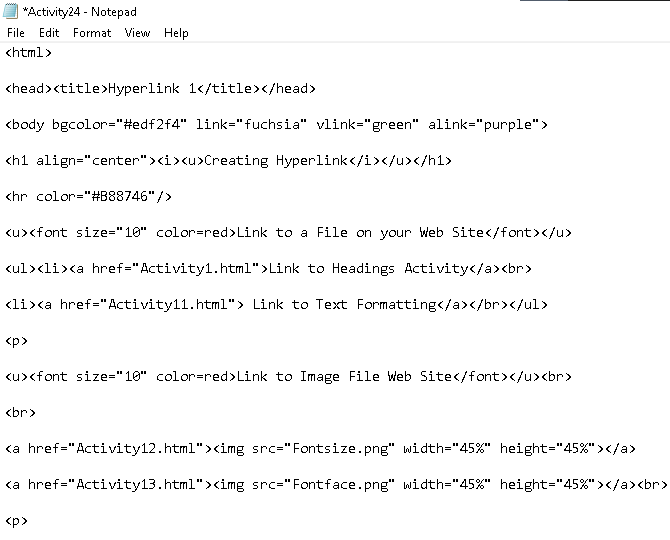 *Activity24 - Notepad
File Edit Format View Help
<html>
<head><title>Hyperlink 1</title></head>
<body bgcolor="#edf2f4" link="fuchsia" vlink="green" alink="purple">
<h1 align="center"><i><u>Creating Hyperlink</i></u></h1>
<hr color="#B88746"/>
<u><font size="10" color=red>Link to a File on your Web Site</font></u>
<ul><li><a href="Activity1.html">Link to Headings Activity</a><br>
<li><a href="Activity11.html"> Link to Text Formatting</a></br></ul>
<p>
<u><font size="10" color=red>Link to Image File Web Site</font></u><br>
<br>
<a href="Activity12.html"><img src="Fontsize.png" width="45%" height="45%"></a>
<a href="Activity13.html"><img src="Fontface.png" width="45%" height="45%"></a><br>
<p>